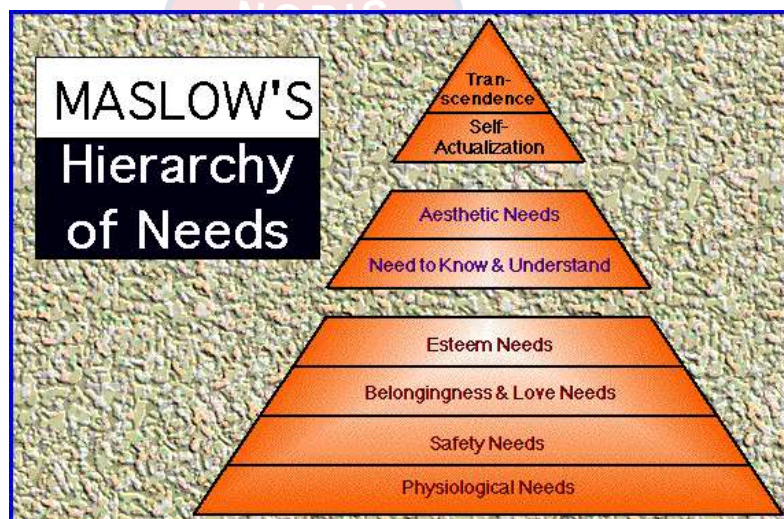 NOBIS
MASLOW'S
Hierarchy
of Needs
Tran-
scendence
Self-
Actualization
Aesthetic Needs
Need to Know & Understand
Esteem Needs
Belongingness & Love Needs
Safety Needs
Physiological Needs